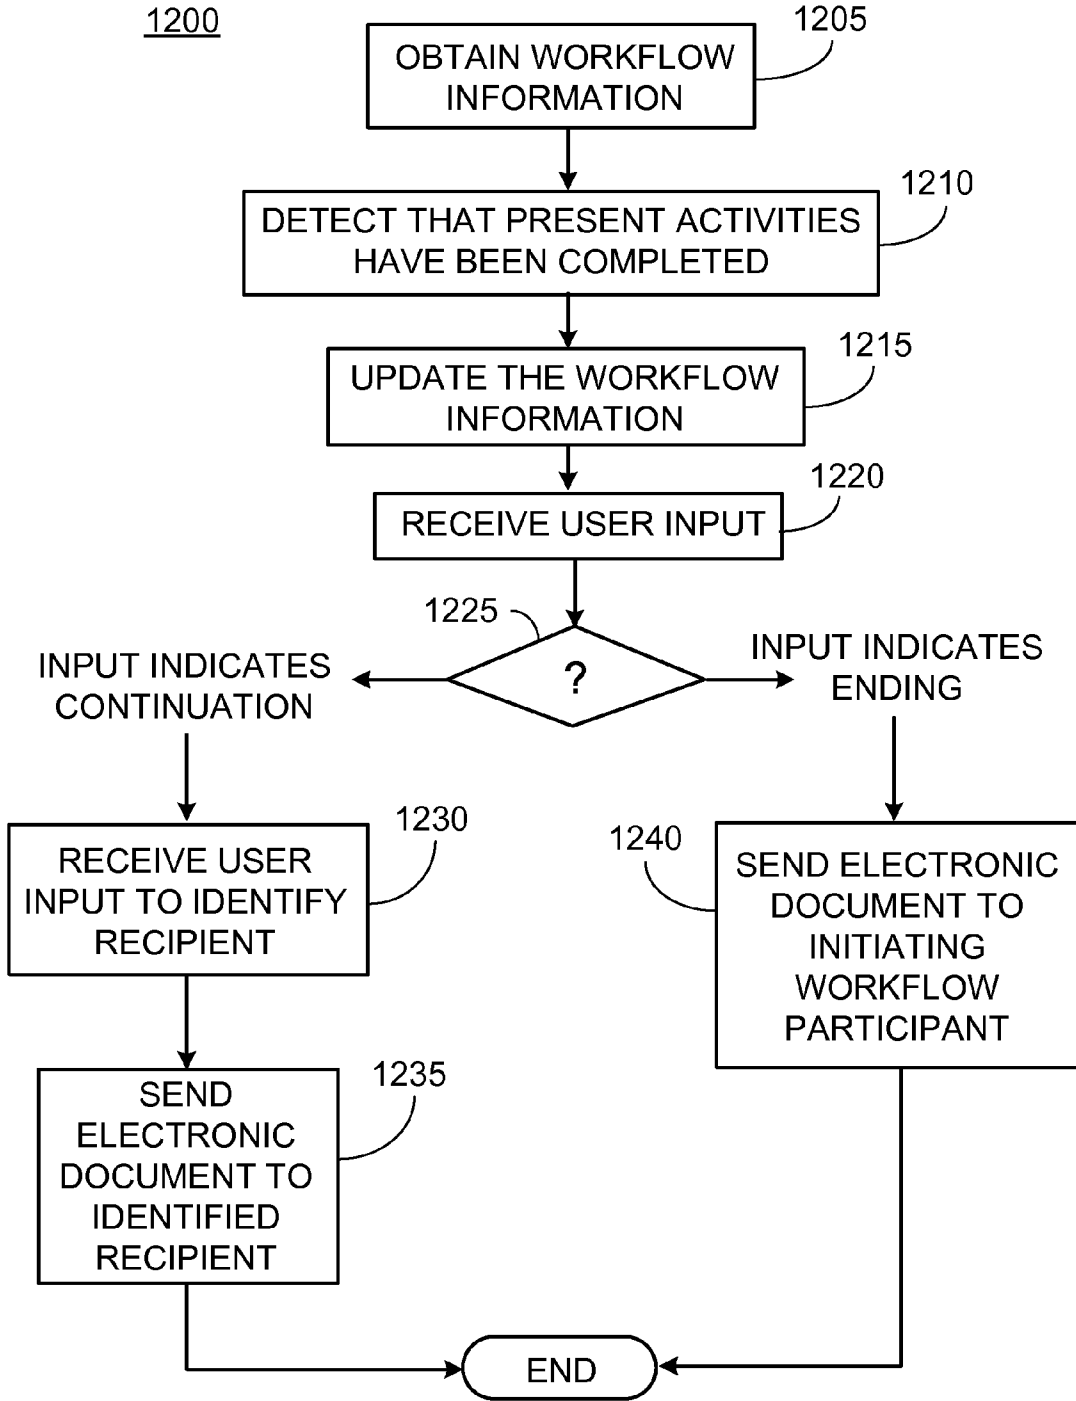 1200
1205
OBTAIN WORKFLOW
INFORMATION
1210
DETECT THAT PRESENT ACTIVITIES
HAVE BEEN COMPLETED
1215
UPDATE THE WORKFLOW
INFORMATION
1220
RECEIVE USER INPUT
1225
?
INPUT INDICATES
CONTINUATION
INPUT INDICATES
ENDING
1230
RECEIVE USER
INPUT TO IDENTIFY
RECIPIENT
1240
SEND ELECTRONIC
DOCUMENT TO
INITIATING
WORKFLOW
PARTICIPANT
1235
SEND
ELECTRONIC
DOCUMENT TO
IDENTIFIED
RECIPIENT
END